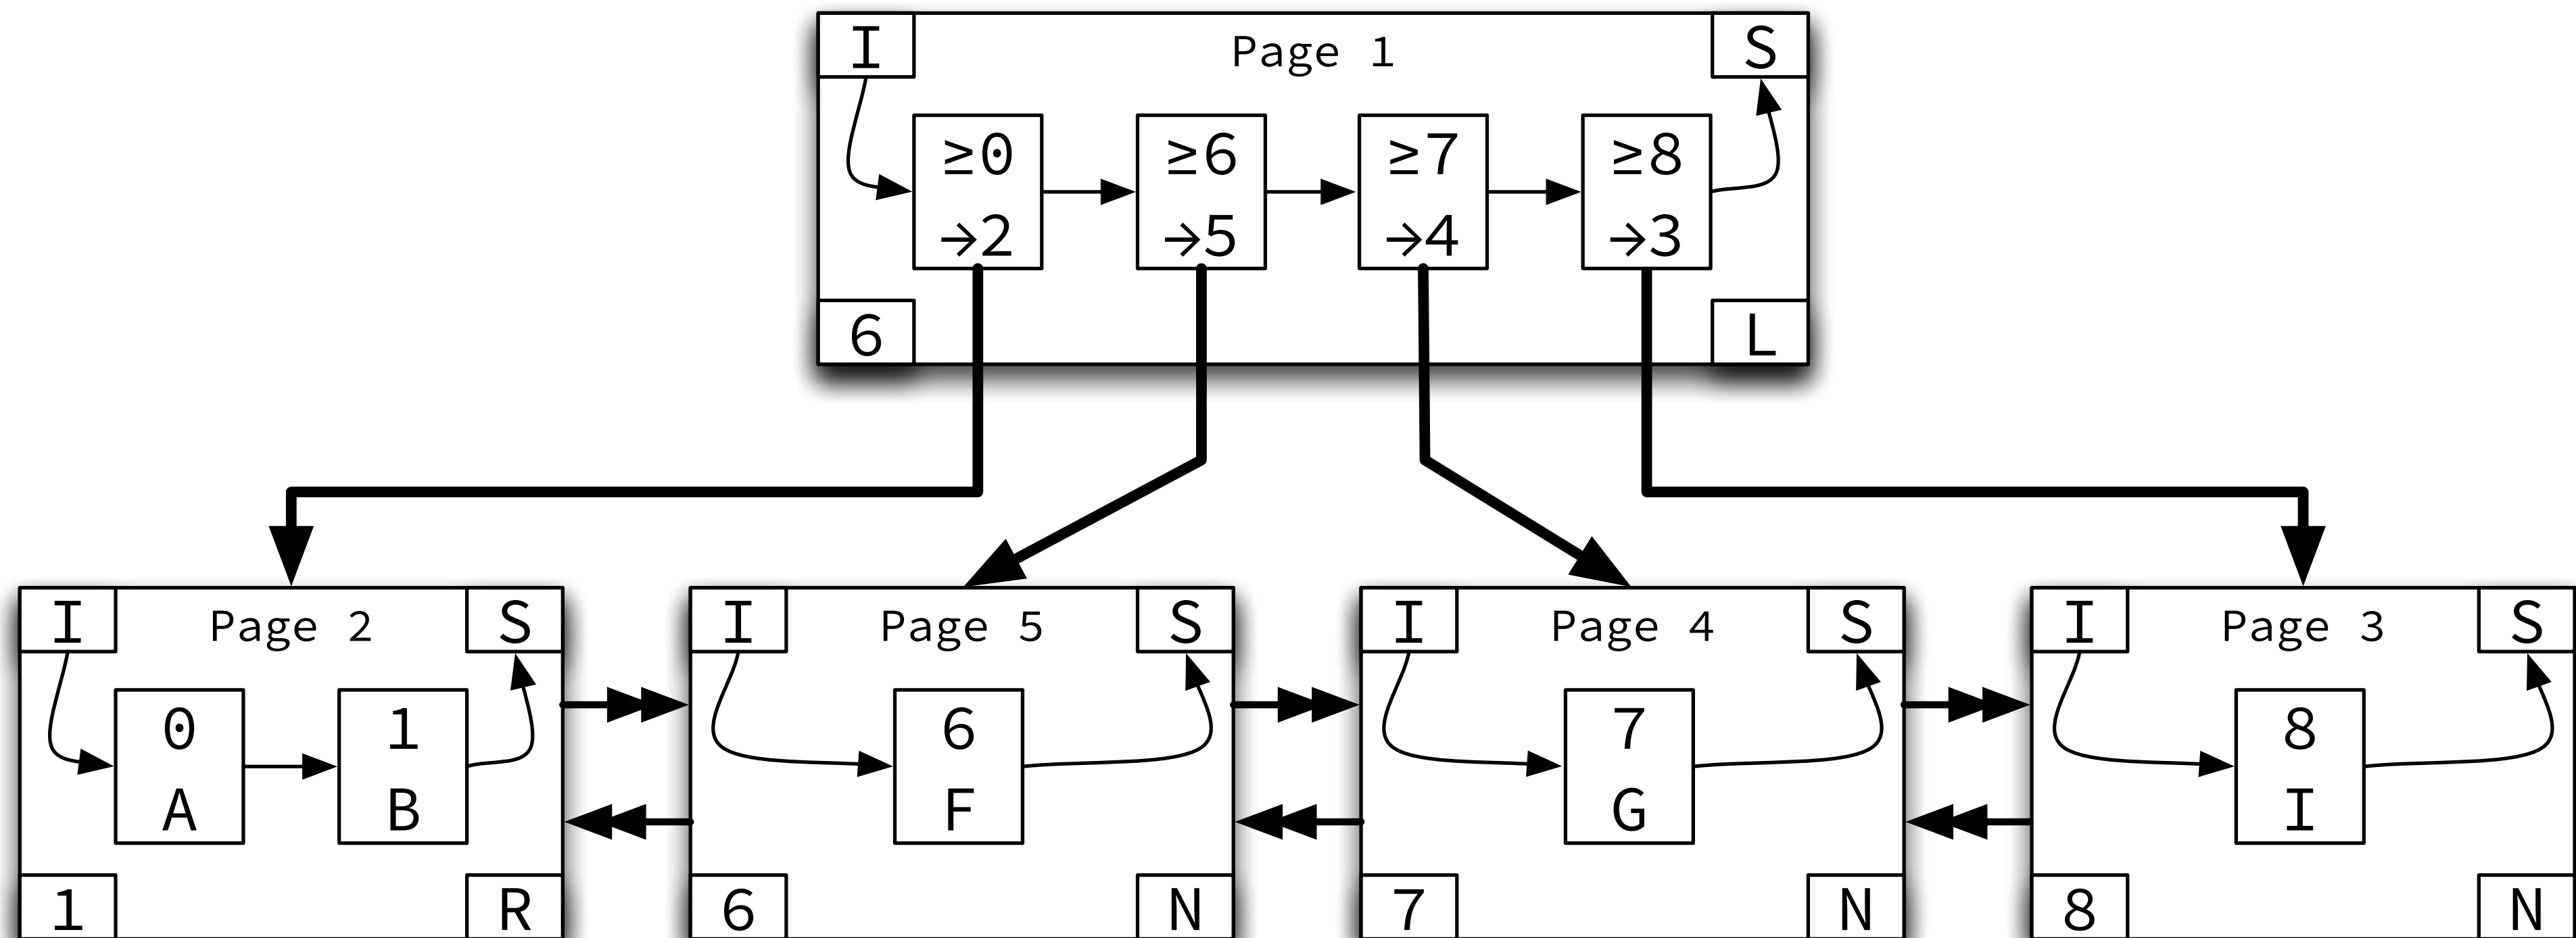 I Page 1 S
≥0 ≥6 ≥7 ≥8
→2 →5 →4 →3
6 L
I Page 2 S I Page 5 S I Page 4 S I Page 3 S
0 1 6 7 8
A B F G I
1 R 6 N 7 N 8 N